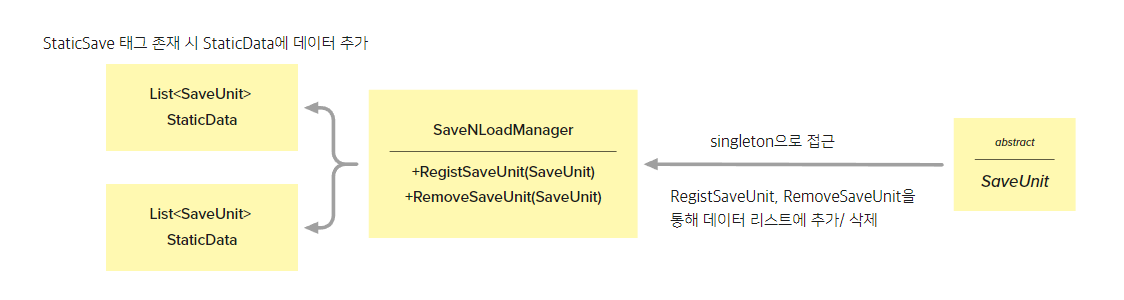 StaticSave 태그 존재 시 StaticData에 데이터 추가
List<SaveUnit>
StaticData
List<SaveUnit>
StaticData
SaveNLoadManager
+RegistSaveUnit(SaveUnit)
+RemoveSaveUnit(SaveUnit)
singleton으로 접근
RegistSaveUnit, RemoveSaveUnit을
통해 데이터 리스트에 추가/ 삭제
abstract
SaveUnit